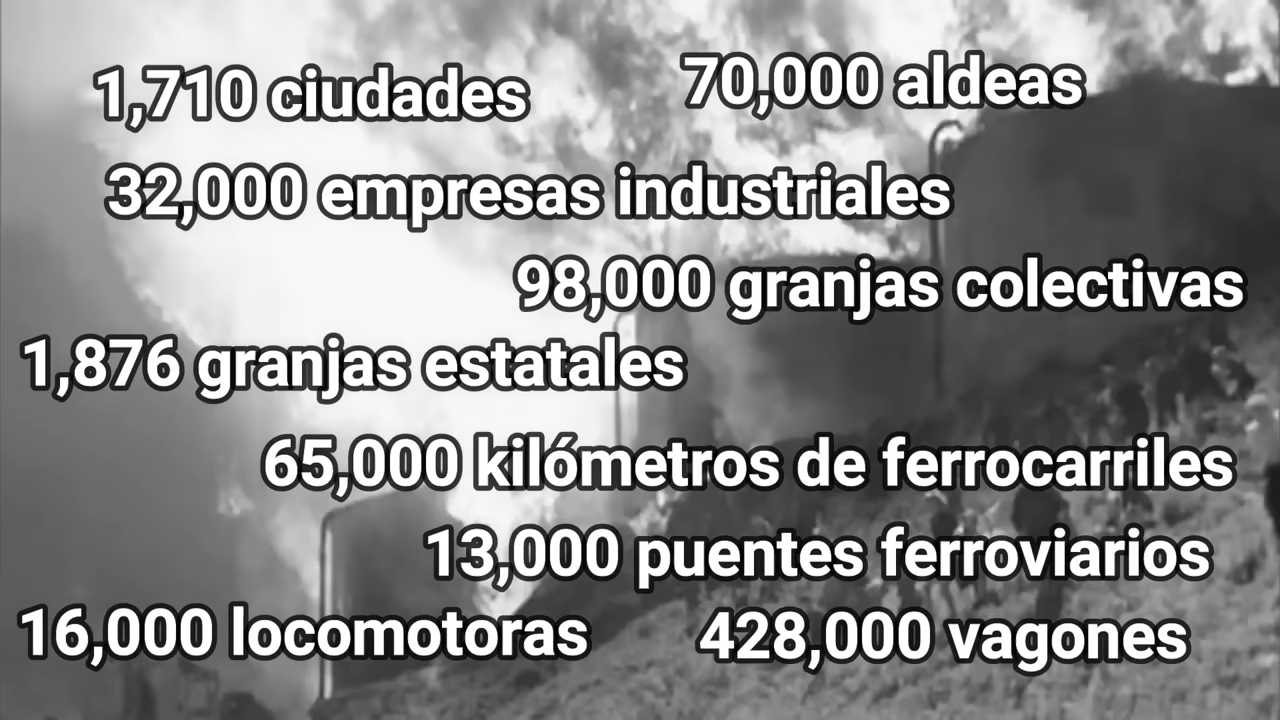 1,710 ciudades
70,000 aldeas
32,000 empresas industriales
98,000 granjas colectivas
1,876 granjas estatales
65,000 kilómetros de ferrocarriles
13,000 puentes ferroviarios
16,000 locomotoras
428,000 vagones